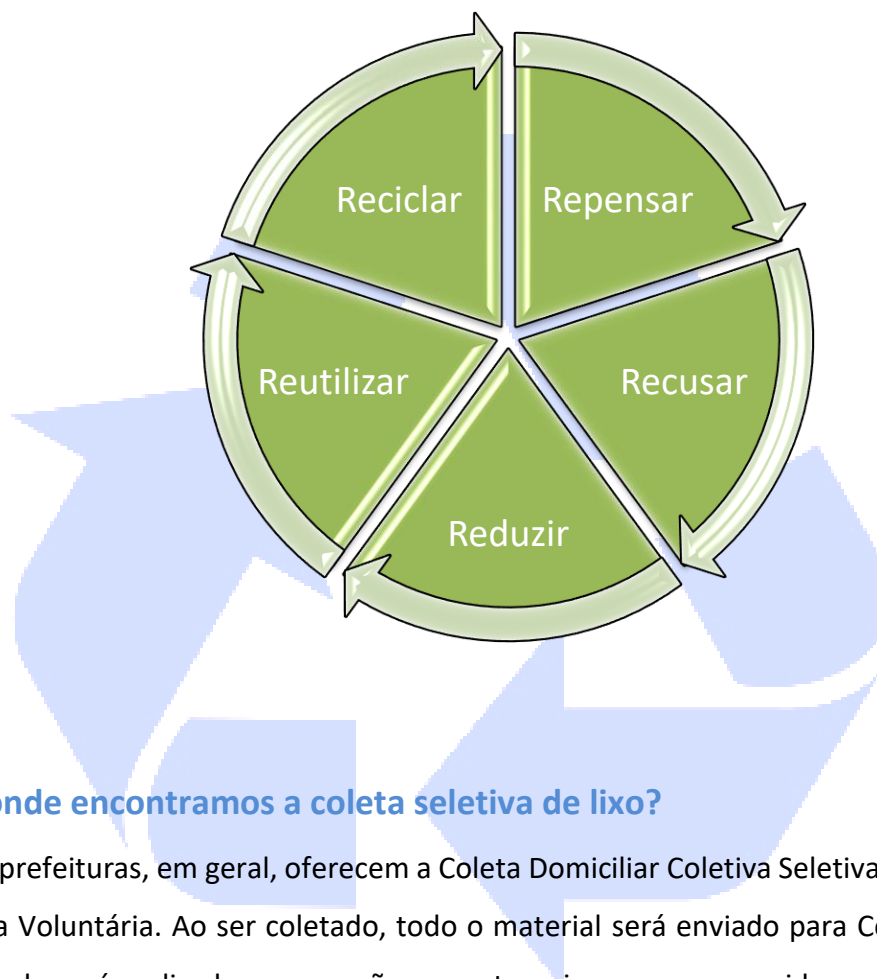 Reciclar
Repensar
Reutilizar
Recusar
Reduzir
onde encontramos a coleta seletiva de lixo?
prefeituras, em geral, oferecem a Coleta Domiciliar Coletiva Seletiva
a Voluntária. Ao ser coletado, todo o material será enviado para